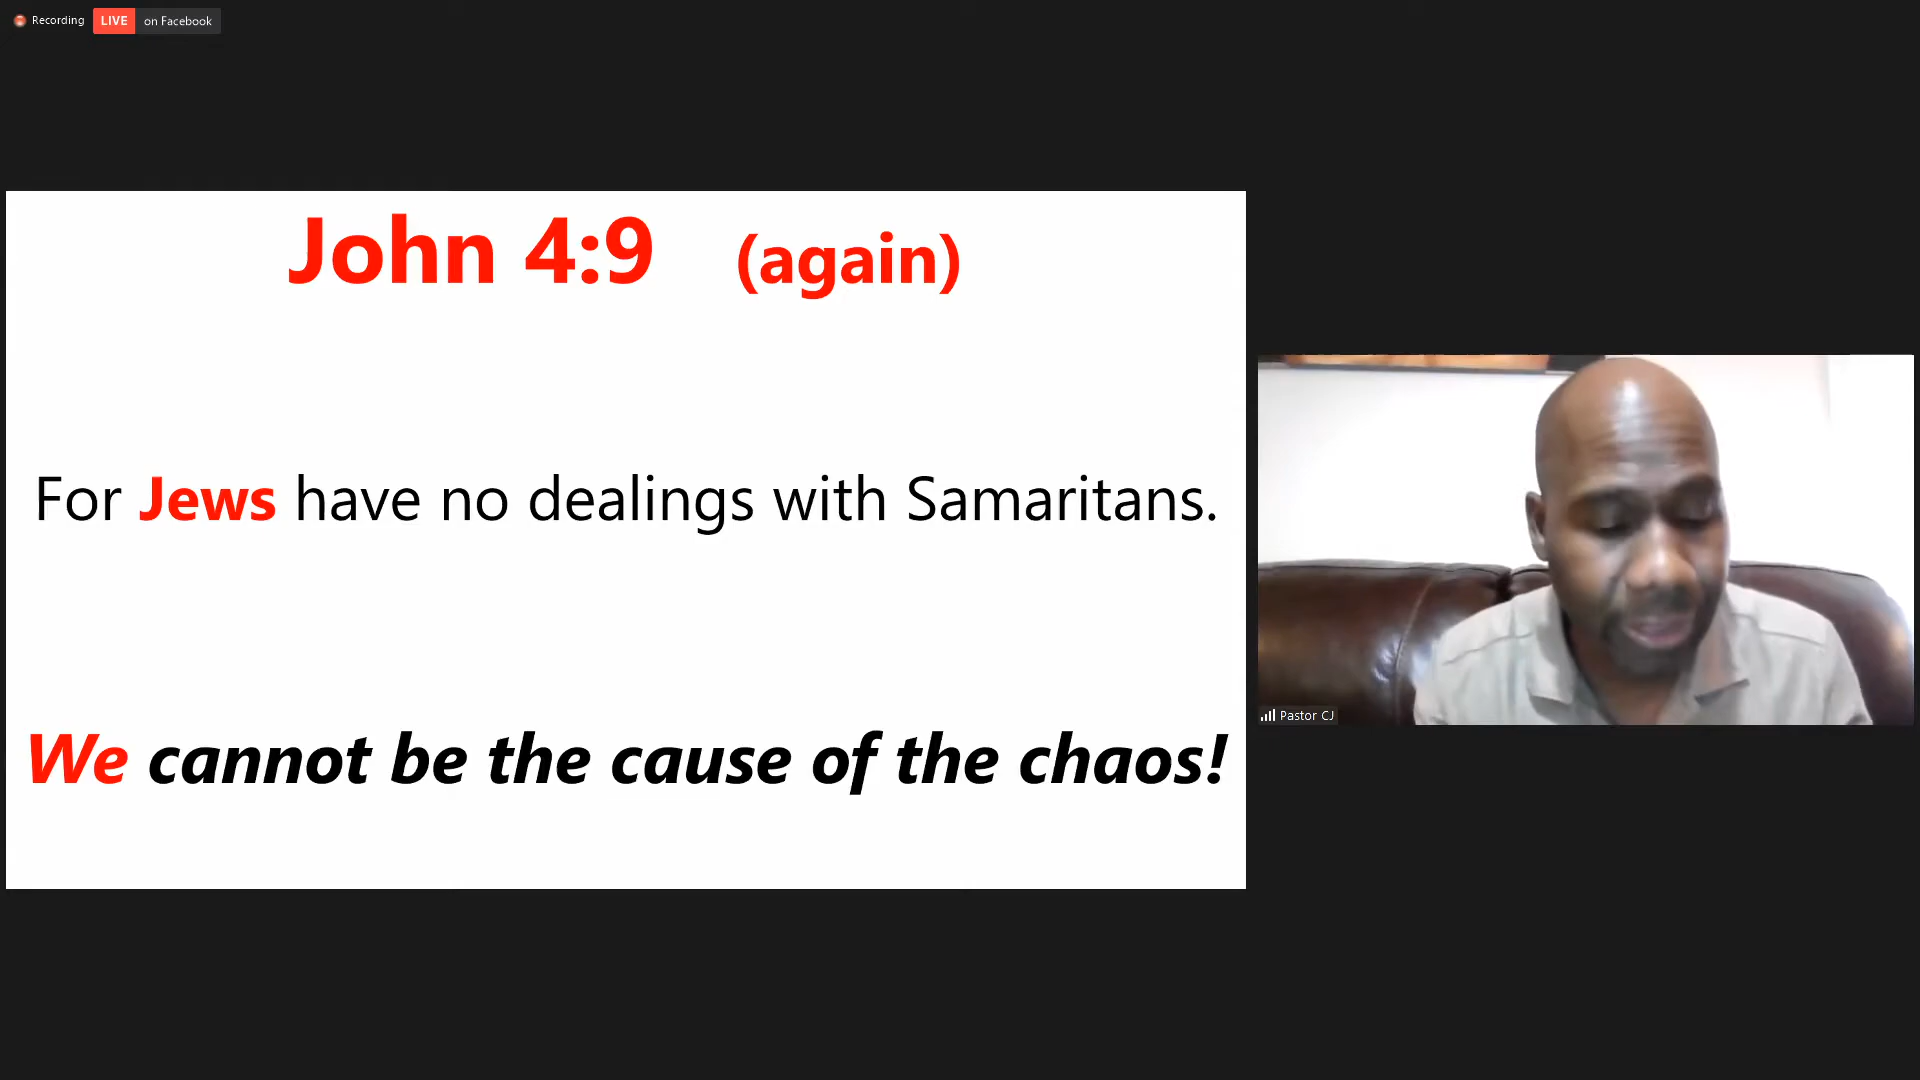 Recording LIVE on Facebook
John 4:9 (again)
For Jews have no dealings with Samaritans.
We cannot be the cause of the chaos!
Pastor CJ